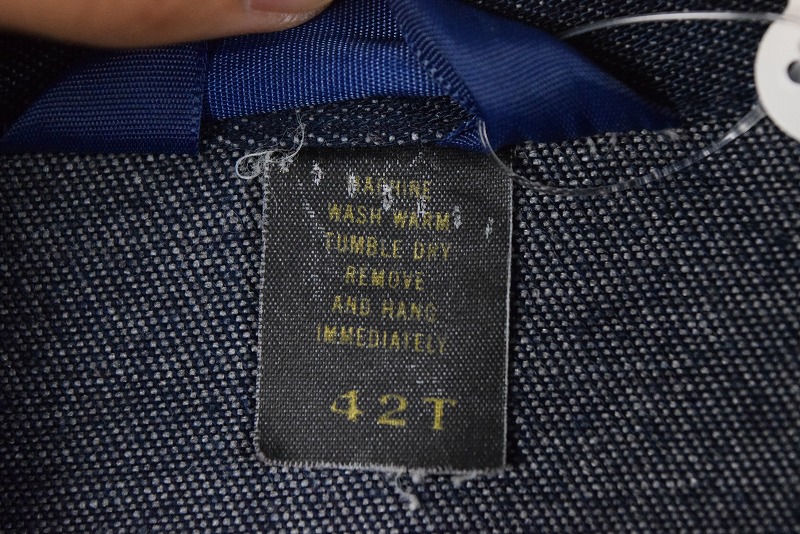 MACHINE
WASH WARM
TUMBLE DRY
REMOVE
AND HANG
IMMEDIATELY
42T